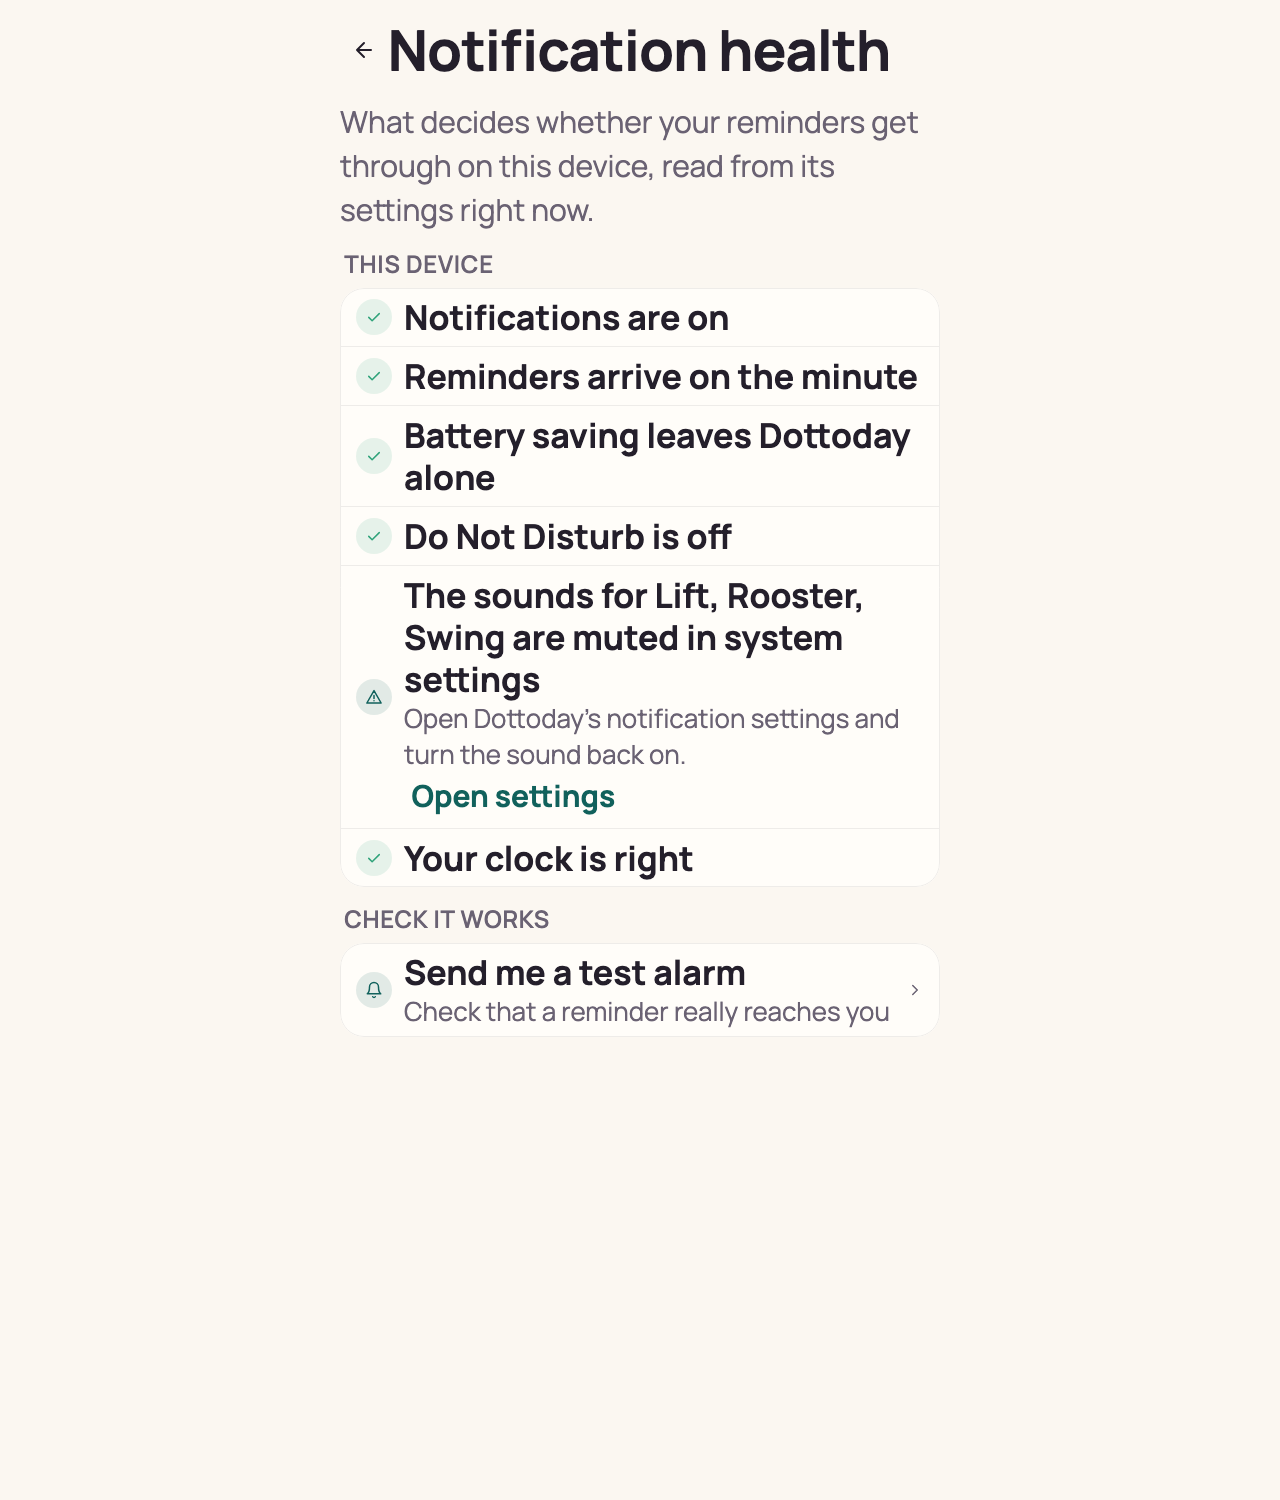 Notification health
What decides whether your reminders get
through on this device, read from its
settings right now.
THIS DEVICE
Notifications are on
Reminders arrive on the minute
Battery saving leaves Dottoday
alone
Do Not Disturb is off
The sounds for Lift, Rooster,
Swing are muted in system
settings
Open Dottoday’s notification settings and
turn the sound back on.
Open settings
Your clock is right
CHECK IT WORKS
Send me a test alarm
Check that a reminder really reaches you